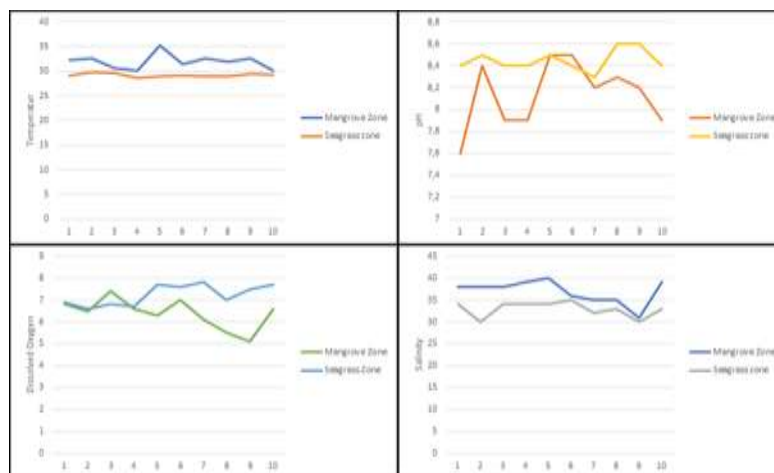 40
35
30
25
20
15
10
5
0
Temperatur
1 2 3 4 5 6 7 8 9 10
Mangrove Zone
Seagrass zone
8,8
8,6
8,4
8,2
8
7,8
7,6
7,4
7,2
7
pH
1 2 3 4 5 6 7 8 9 10
Mangrove Zone
Seagrass zone
9
8
7
6
5
4
3
2
1
0
Dissolved Oxygen
1 2 3 4 5 6 7 8 9 10
Mangrove Zone
Seagrass Zone
45
40
35
30
25
20
15
10
5
0
Salinity
1 2 3 4 5 6 7 8 9 10
Mangrove Zone
Seagrass zone